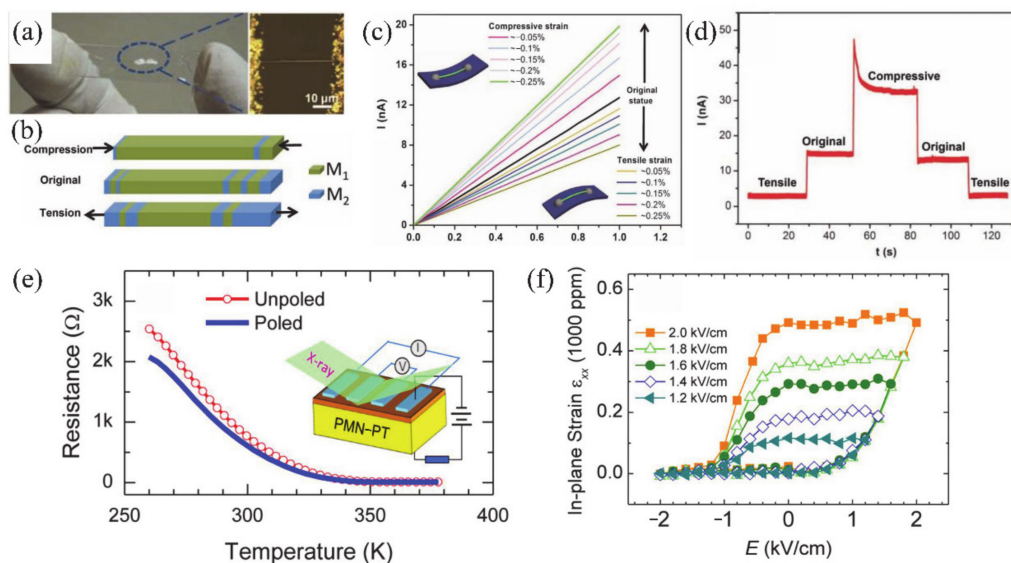 (a)
10 μm
(b)
Compression
Original
Tension
M1
M2
(c)
I (nA)
20
16
12
8
4
0
0.0 0.2 0.4 0.6 0.8 1.0 1.2
Compressive strain
~-0.05%
~-0.1%
~-0.15%
~-0.2%
~-0.25%
Original
statue
Tensile strain
~0.05%
~0.1%
~0.15%
~0.2%
~0.25%
(d)
I (nA)
50
40
30
20
10
0
0 20 40 60 80 100 120
t (s)
Tensile
Original
Compressive
Original
Tensile
(e)
Resistance (Ω)
3k
2k
1k
0
250 300 350 400
Temperature (K)
Unpoled
Poled
X-ray
I
V
PMN-PT
(f)
In-plane Strain εxx (1000 ppm)
0.6
0.4
0.2
0.0
-2 -1 0 1 2
E (kV/cm)
2.0 kV/cm
1.8 kV/cm
1.6 kV/cm
1.4 kV/cm
1.2 kV/cm